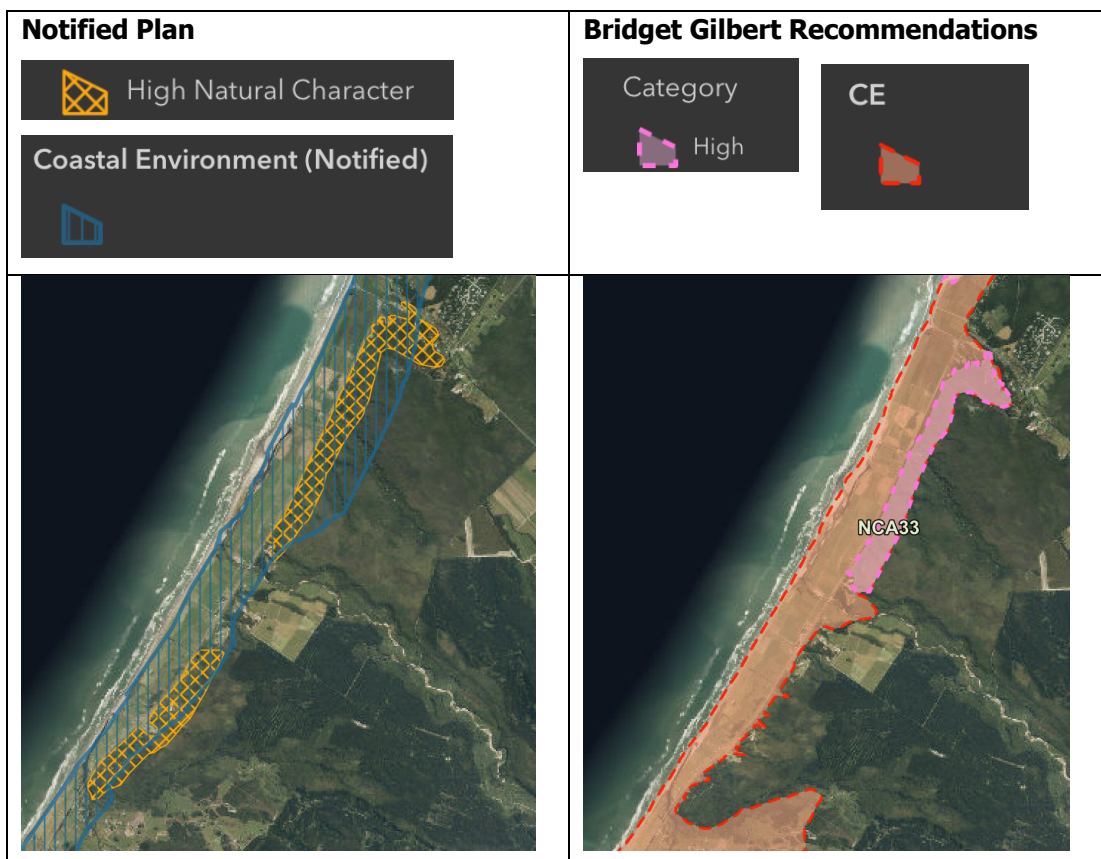 Notified Plan
High Natural Character
Coastal Environment (Notified)
Bridget Gilbert Recommendations
Category
High
CE
NCA33